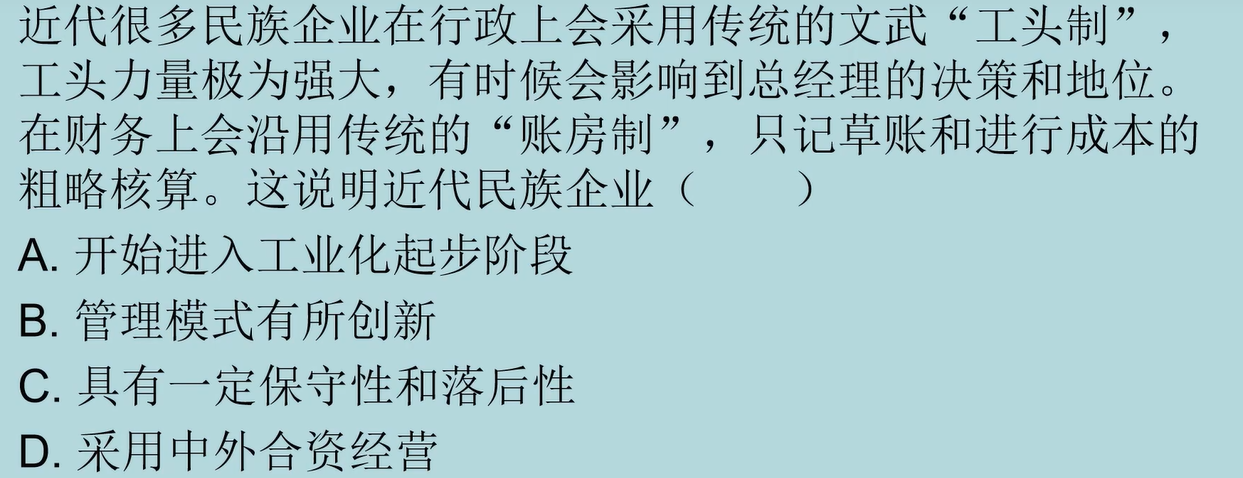 近代很多民族企业在行政上会采用传统的文武“工头制”，
工头力量极为强大，有时候会影响到总经理的决策和地位。
在财务上会沿用传统的“账房制”，只记草账和进行成本的
粗略核算。这说明近代民族企业（　　）
A. 开始进入工业化起步阶段
B. 管理模式有所创新
C. 具有一定保守性和落后性
D. 采用中外合资经营